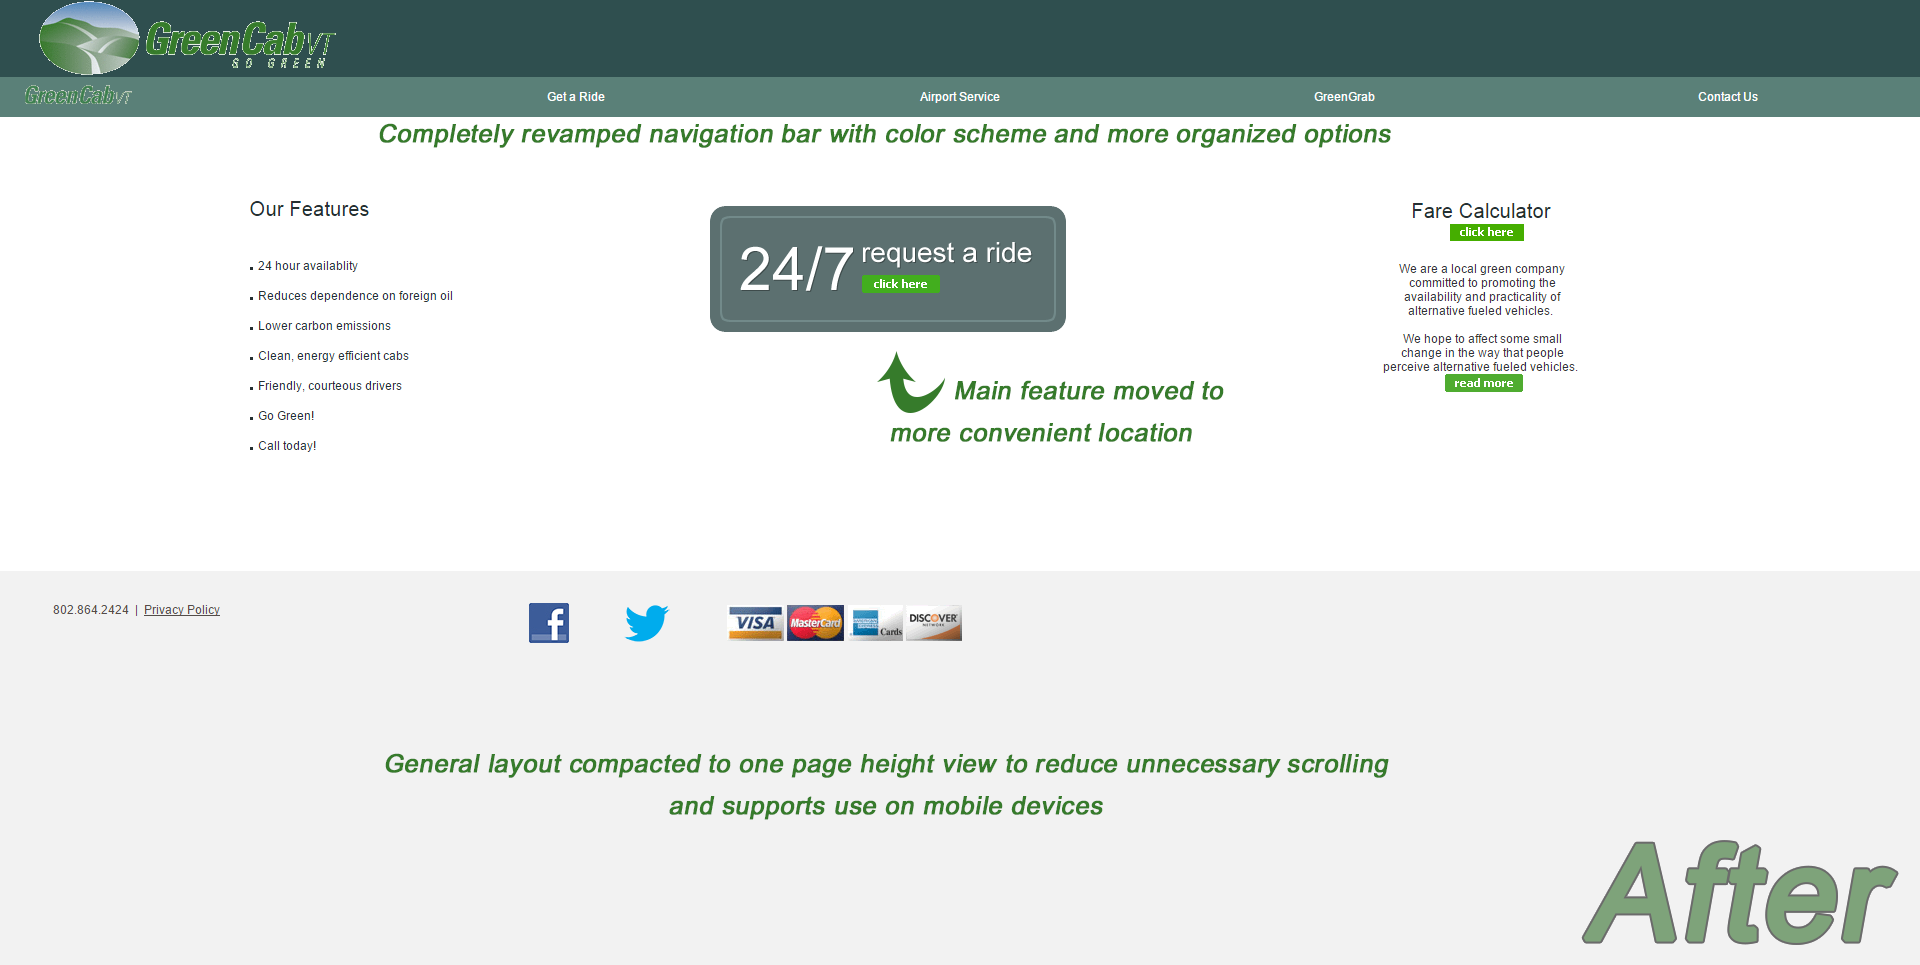 GreenCabVT
GO GREEN
GreenCabVT
Get a Ride
Airport Service
GreenGrab
Contact Us
Completely revamped navigation bar with color scheme and more organized options
Our Features
24 hour availablity
Reduces dependence on foreign oil
Lower carbon emissions
Clean, energy efficient cabs
Friendly, courteous drivers
Go Green!
Call today!
24/7 request a ride
click here
Main feature moved to
more convenient location
Fare Calculator
click here
We are a local green company
committed to promoting the
availability and practicality of
alternative fueled vehicles.
We hope to affect some small
change in the way that people
perceive alternative fueled vehicles.
read more
802.864.2424 | Privacy Policy
f
VISA
MasterCard
Cards
DISCOVER
NETWORK
General layout compacted to one page height view to reduce unnecessary scrolling
and supports use on mobile devices
After